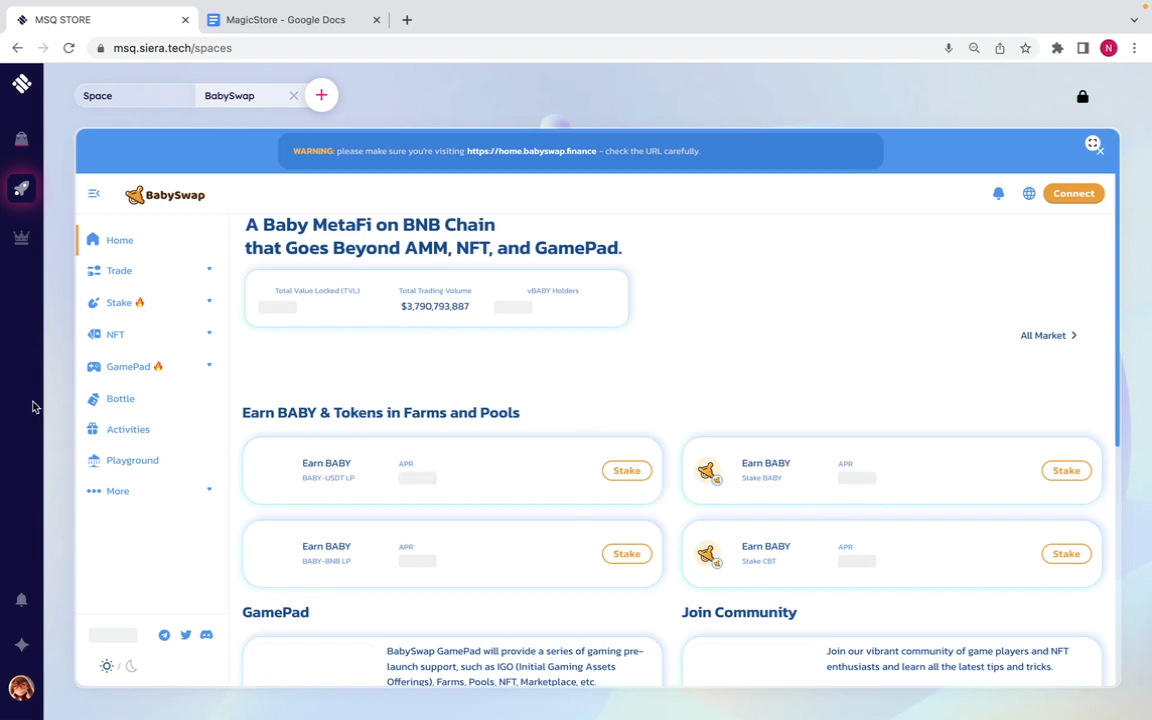 MSQ STORE
MagicStore - Google Docs
msq.siera.tech/spaces
N
Space
BabySwap
WARNING: please make sure you're visiting https://home.babyswap.finance - check the URL carefully.
BabySwap
Connect
Home
Trade
Stake
NFT
GamePad
Bottle
Activities
Playground
More
A Baby MetaFi on BNB Chain
that Goes Beyond AMM, NFT, and GamePad.
Total Value Locked (TVL)
Total Trading Volume
vBABY Holders
$3,790,793,887
All Market
Earn BABY & Tokens in Farms and Pools
Earn BABY
APR
BABY-USDT LP
Stake
Earn BABY
APR
Stake BABY
Stake
Earn BABY
APR
BABY-BNB LP
Stake
Earn BABY
APR
Stake CBT
Stake
GamePad
BabySwap GamePad will provide a series of gaming pre-
launch support, such as IGO (Initial Gaming Assets
Offerings), Farms, Pools, NFT, Marketplace, etc.
Join Community
Join our vibrant community of game players and NFT
enthusiasts and learn all the latest tips and tricks.